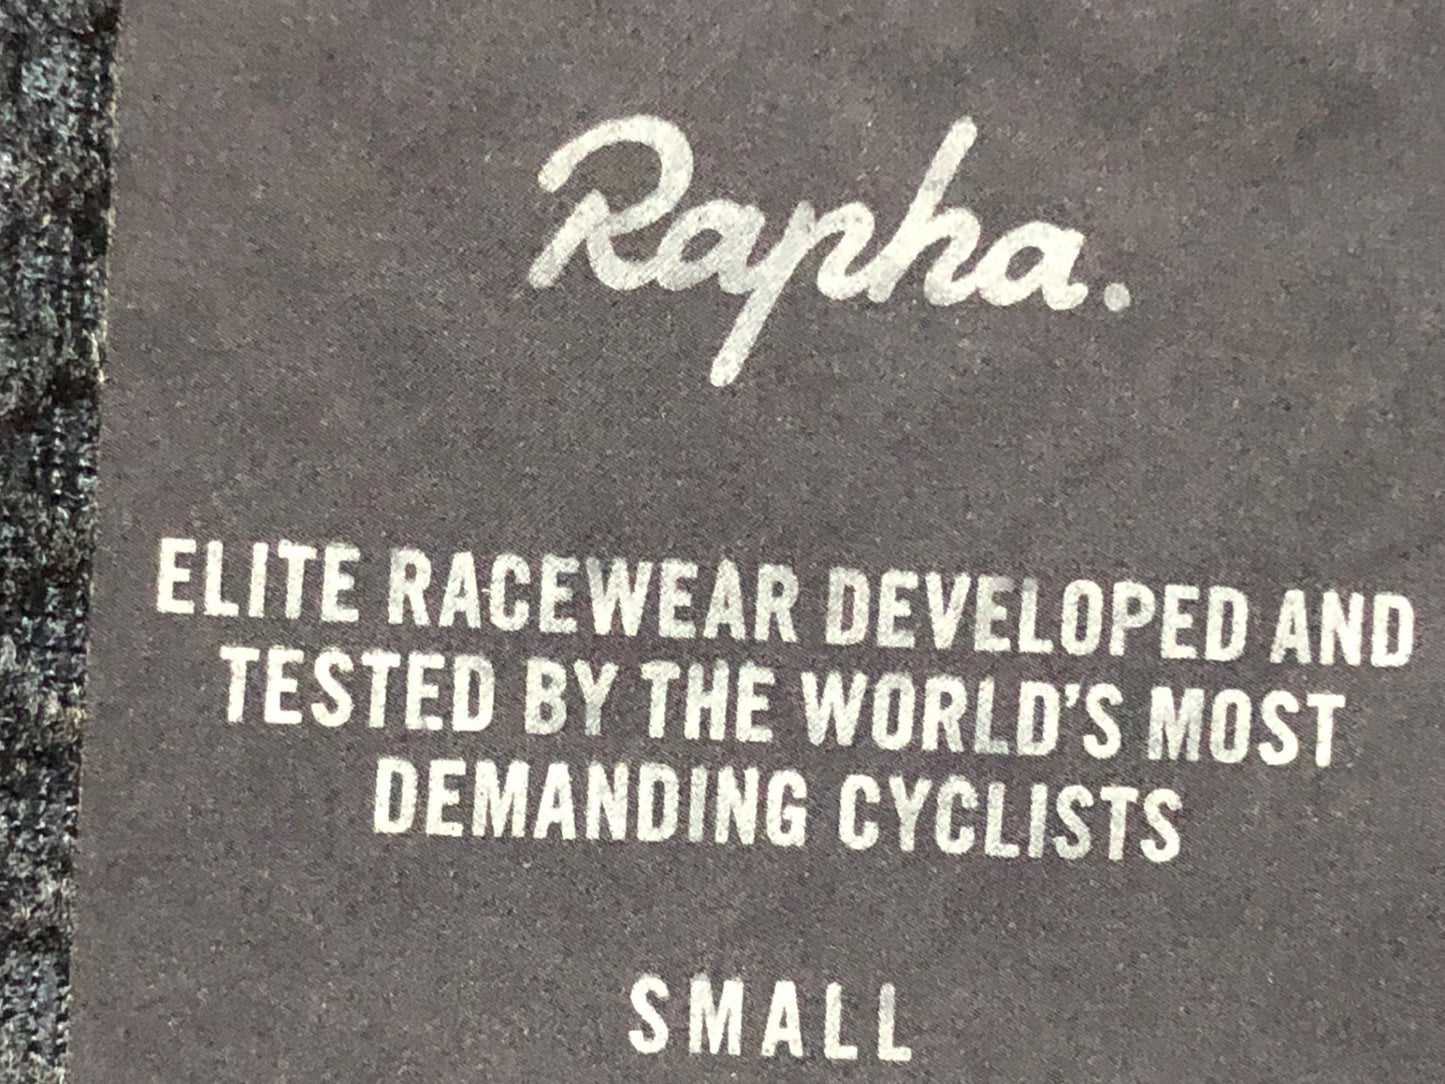 Rapha.
ELITE RACEWEAR DEVELOPED AND
TESTED BY THE WORLD'S MOST
DEMANDING CYCLISTS
SMALL